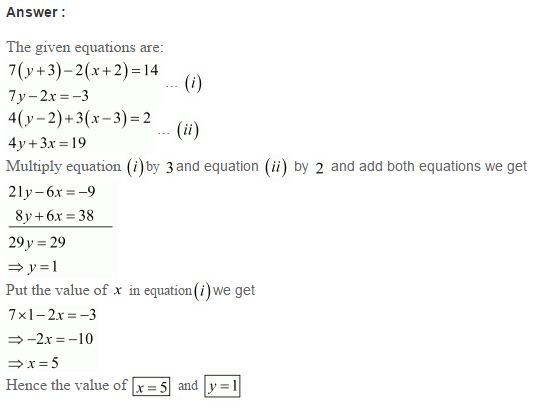 Answer :
The given equations are:
7(y+3)−2(x+2)=14
7y−2x=−3 ... (i)
4(y−2)+3(x−3)=2
4y+3x=19 ... (ii)
Multiply equation (i) by 3 and equation (ii) by 2 and add both equations we get
21y−6x=−9
8y+6x=38
29y=29
⇒ y=1
Put the value of x in equation (i) we get
7×1−2x=−3
⇒ −2x=−10
⇒ x=5
Hence the value of x=5 and y=1